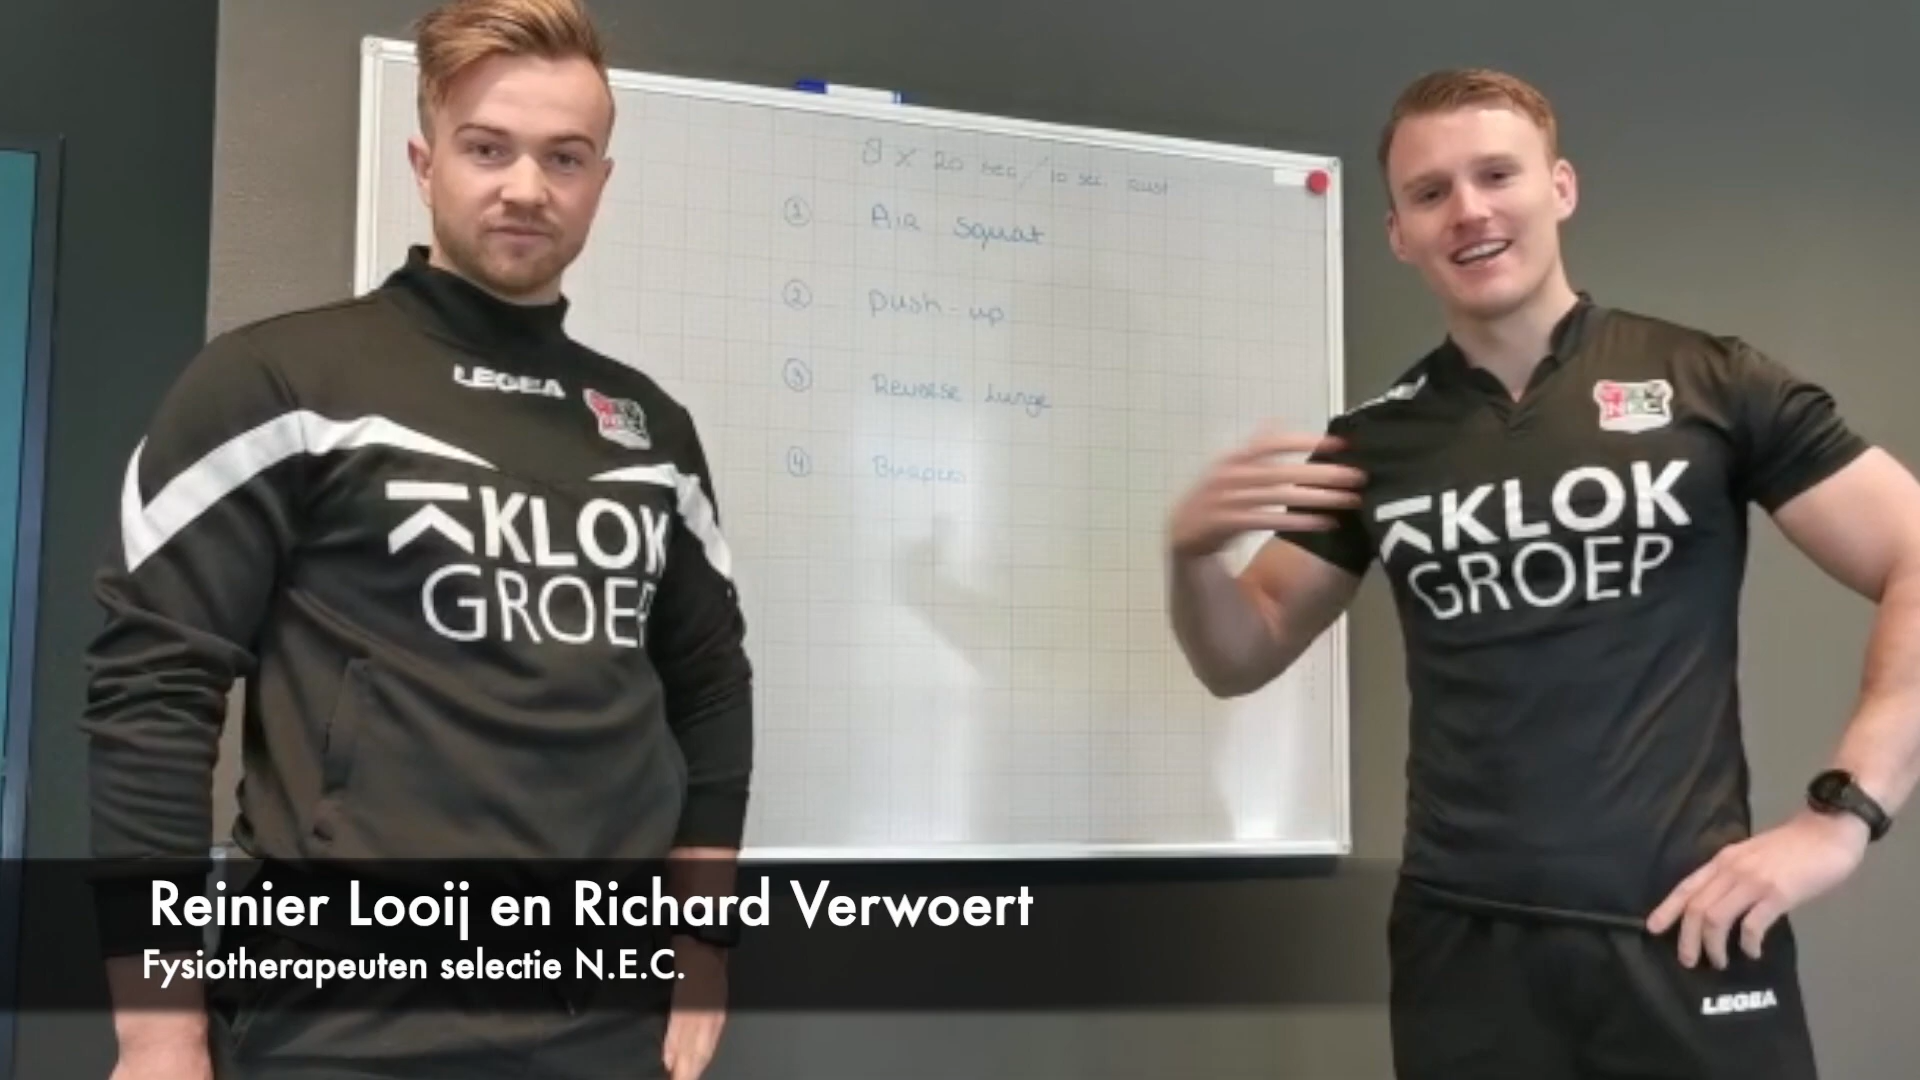 8 X 20 sec/10 sec. rust
① Air squat
② Push-up
③ Reverse Lunge
④
LEGEA
N.E.C
KLOK
GROEP
N.E.C
KLOK
GROEP
LEGEA
Reinier Looij en Richard Verwoert
Fysiotherapeuten selectie N.E.C.